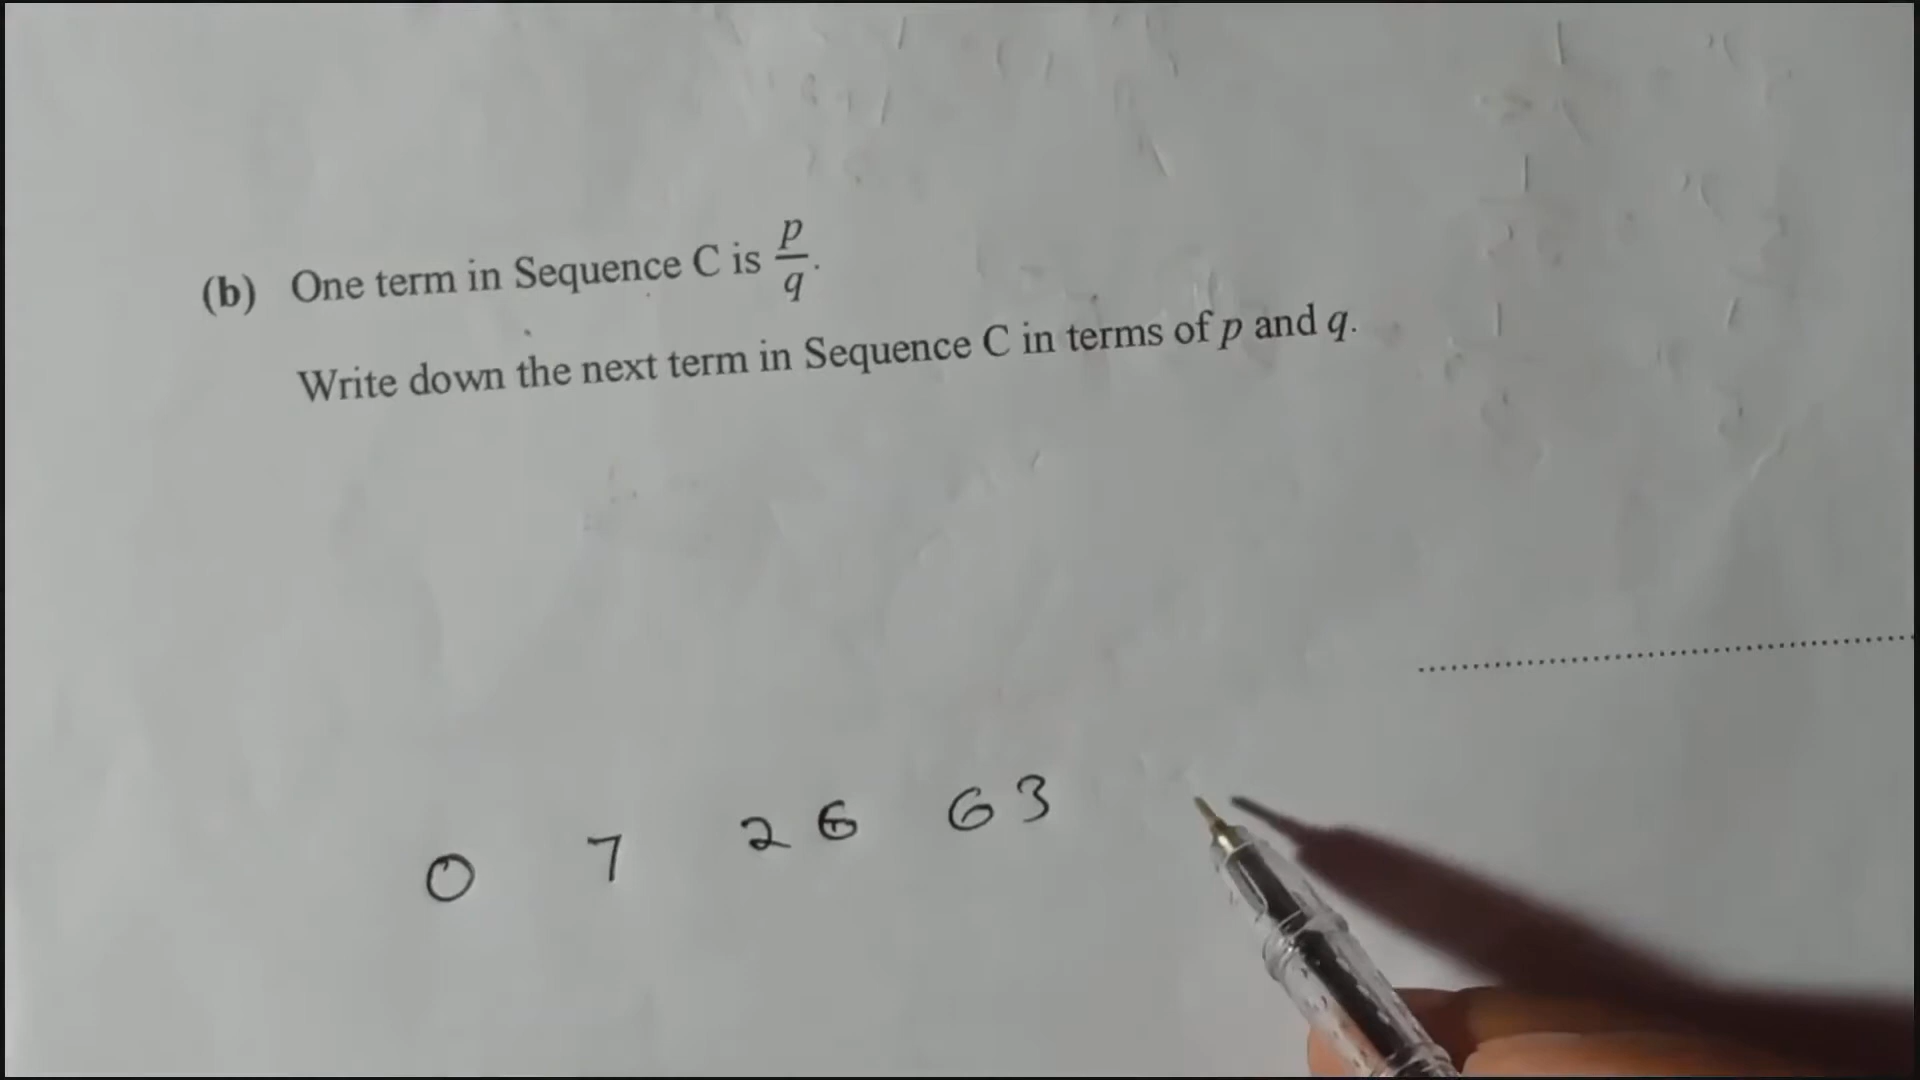 (b) One term in Sequence C is p/q.
Write down the next term in Sequence C in terms of p and q.
0 7 26 63